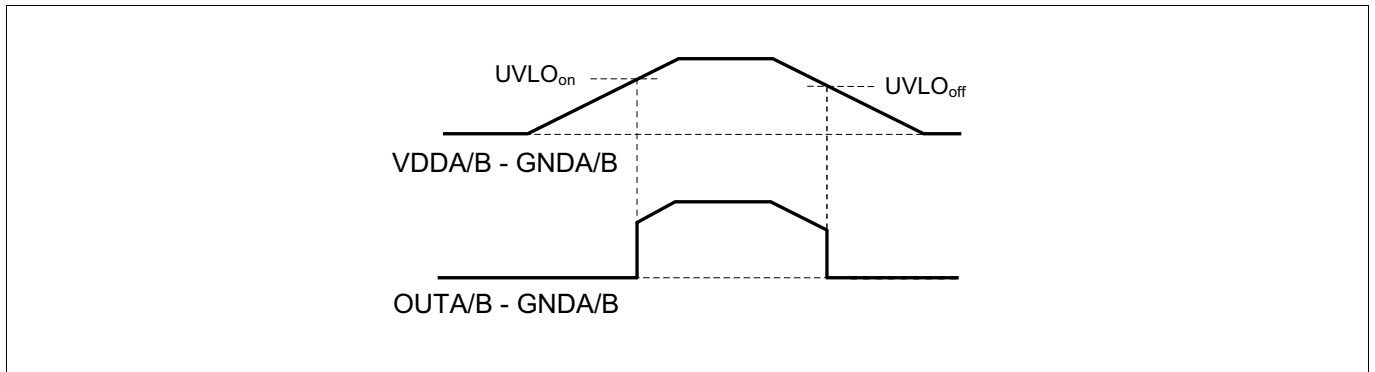 UVLOon
UVLOoff
VDDA/B - GNDA/B
OUTA/B - GNDA/B